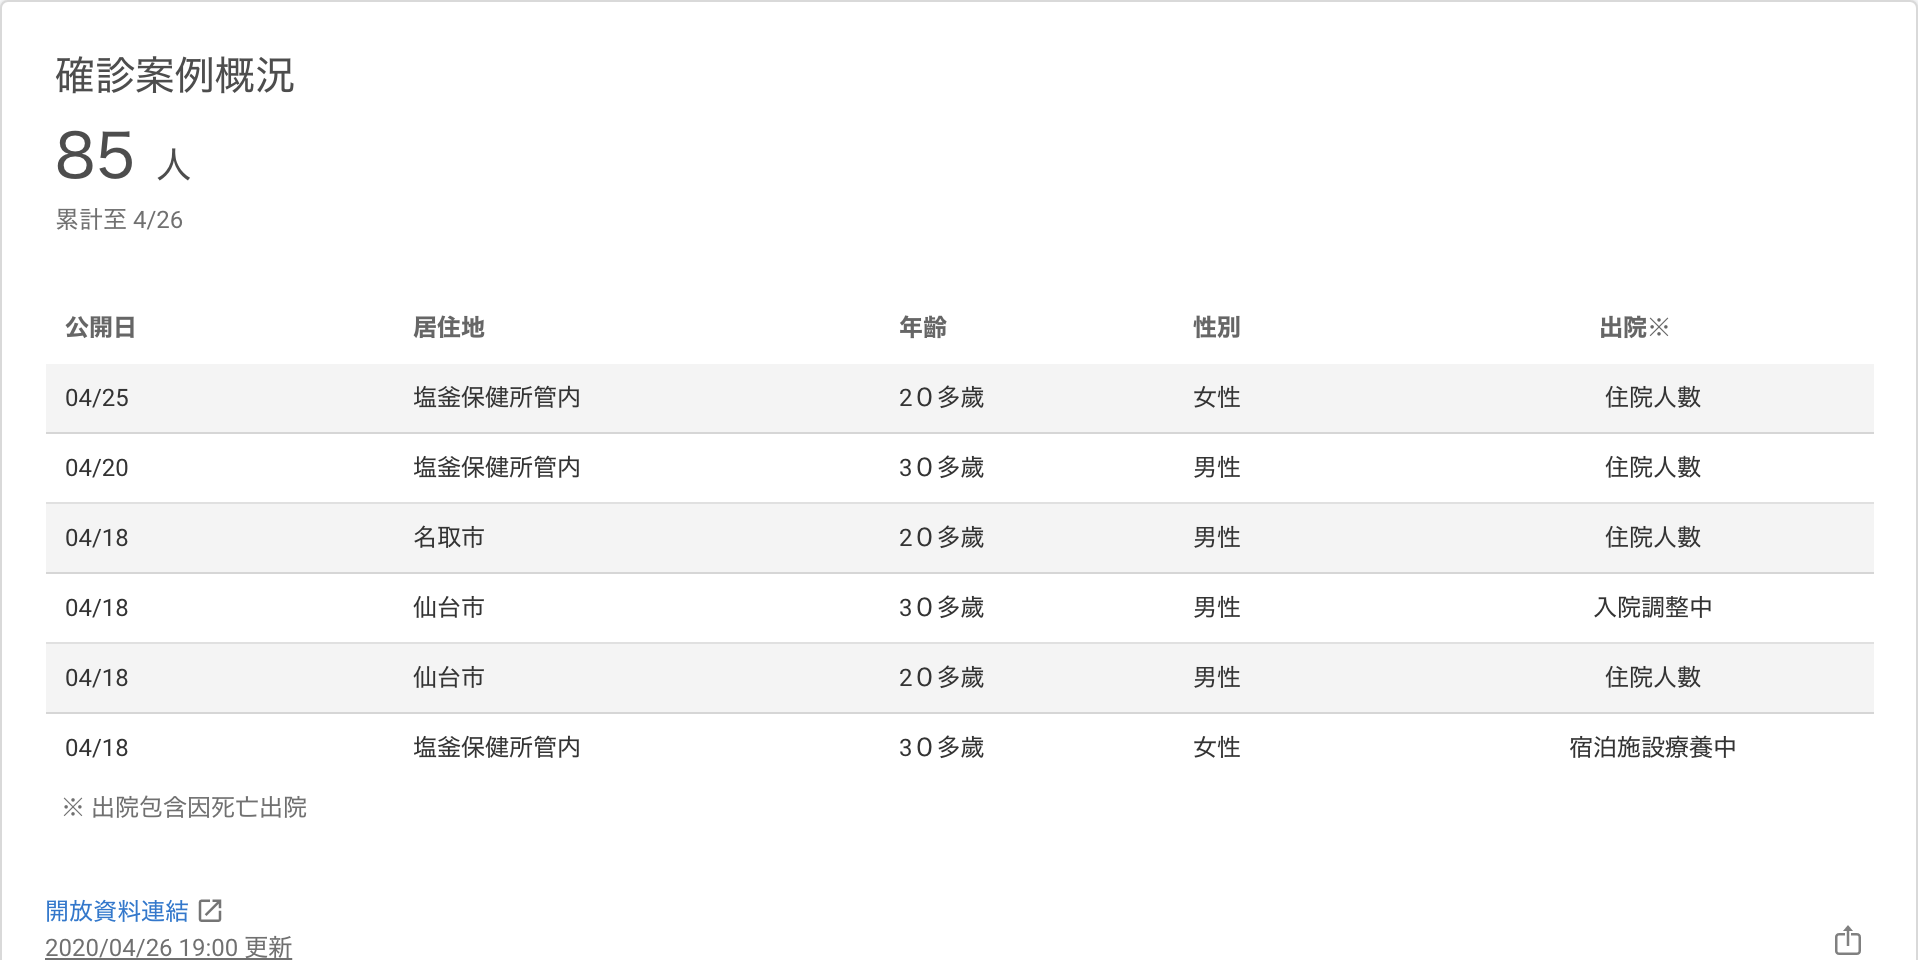 確診案例概況
85 人
累計至 4/26
公開日 居住地 年齢 性別 出院※
04/25 塩釜保健所管内 2０多歲 女性 住院人數
04/20 塩釜保健所管内 3０多歲 男性 住院人數
04/18 名取市 2０多歲 男性 住院人數
04/18 仙台市 3０多歲 男性 入院調整中
04/18 仙台市 2０多歲 男性 住院人數
04/18 塩釜保健所管内 3０多歲 女性 宿泊施設療養中
※ 出院包含因死亡出院
開放資料連結
2020/04/26 19:00 更新